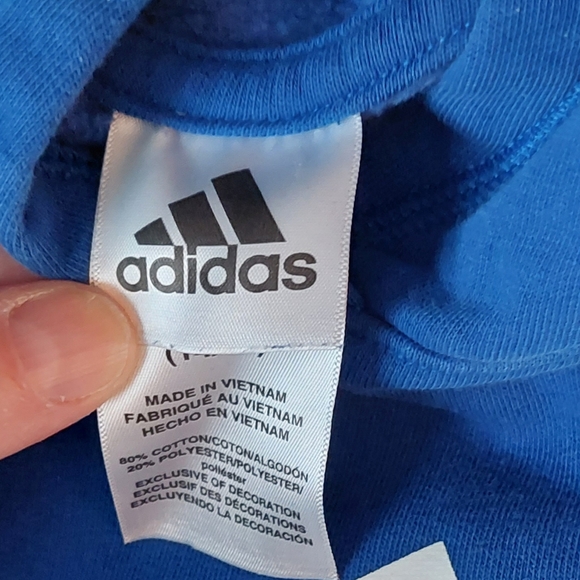 adidas
MADE IN VIETNAM
FABRIQUÉ AU VIETNAM
HECHO EN VIETNAM
80% COTTON/COTON/ALGODÓN
20% POLYESTER/POLYESTER/
poliéster
EXCLUSIVE OF DECORATION
EXCLUSIF DES DÉCORATIONS
EXCLUYENDO LA DECORACIÓN